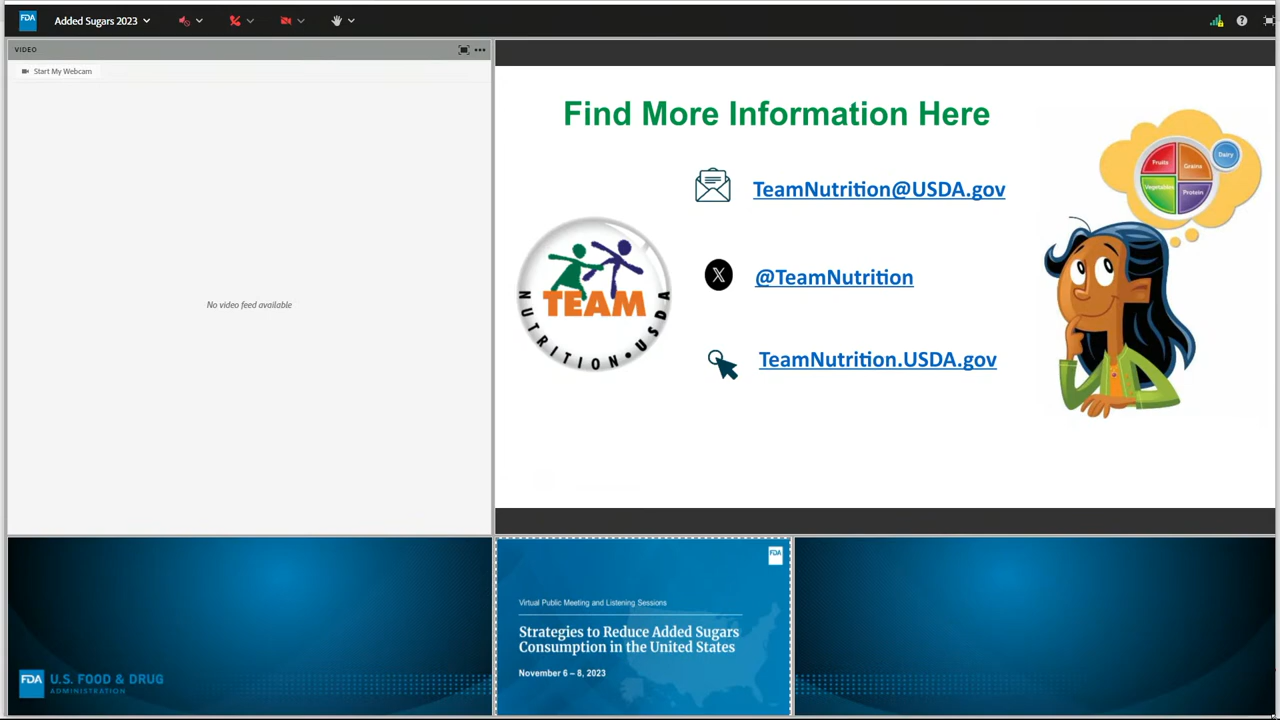 FDA
Added Sugars 2023
VIDEO
Start My Webcam
No video feed available
Find More Information Here
TeamNutrition@USDA.gov
@TeamNutrition
TeamNutrition.USDA.gov
TEAM
NUTRITION • USDA
Fruits
Grains
Dairy
Vegetables
Protein
FDA
Virtual Public Meeting and Listening Sessions
Strategies to Reduce Added Sugars
Consumption in the United States
November 6 – 8, 2023
FDA
U.S. FOOD & DRUG
ADMINISTRATION